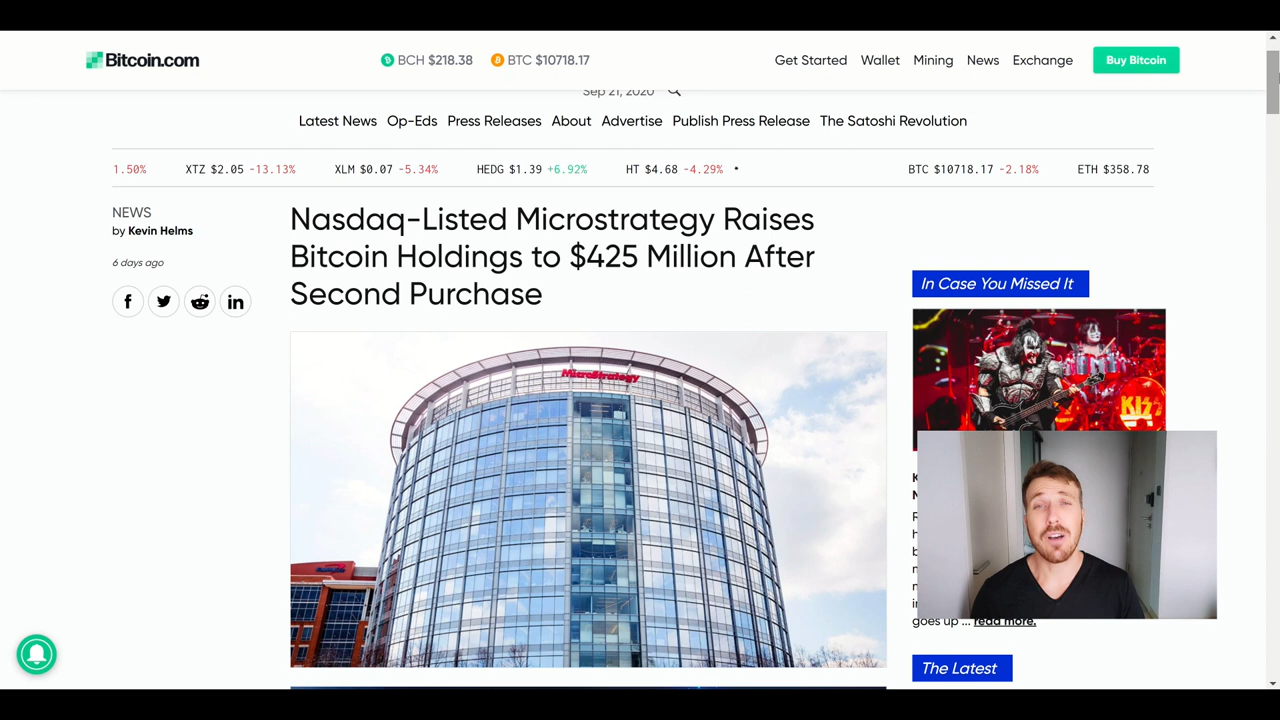 Bitcoin.com
BCH $218.38
BTC $10718.17
Get Started Wallet Mining News Exchange Buy Bitcoin
Sep 21, 2020
Latest News Op-Eds Press Releases About Advertise Publish Press Release The Satoshi Revolution
1.50% XTZ $2.05 -13.13% XLM $0.07 -5.34% HEDG $1.39 +6.92% HT $4.68 -4.29% BTC $10718.17 -2.18% ETH $358.78
NEWS
by Kevin Helms
6 days ago
Nasdaq-Listed Microstrategy Raises
Bitcoin Holdings to $425 Million After
Second Purchase
MicroStrategy
In Case You Missed It
KISS
goes up ... read more.
The Latest